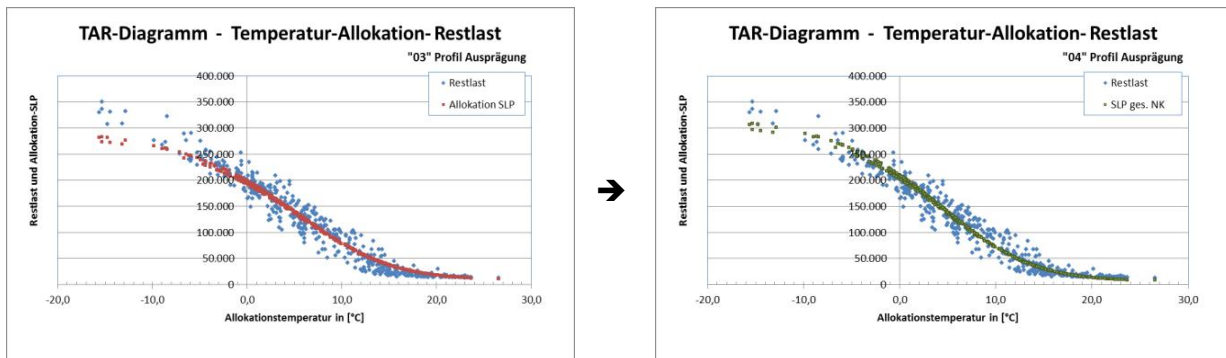 TAR-Diagramm - Temperatur-Allokation- Restlast
"03" Profil Ausprägung
Restlast und Allokation-SLP
400.000
350.000
300.000
250.000
200.000
150.000
100.000
50.000
0
Restlast
Allokation SLP
-20,0 -10,0 0,0 10,0 20,0 30,0
Allokationstemperatur in [°C]
➔
TAR-Diagramm - Temperatur-Allokation- Restlast
"04" Profil Ausprägung
Restlast und Allokation-SLP
400.000
350.000
300.000
250.000
200.000
150.000
100.000
50.000
0
Restlast
SLP ges. NK
-20,0 -10,0 0,0 10,0 20,0 30,0
Allokationstemperatur in [°C]